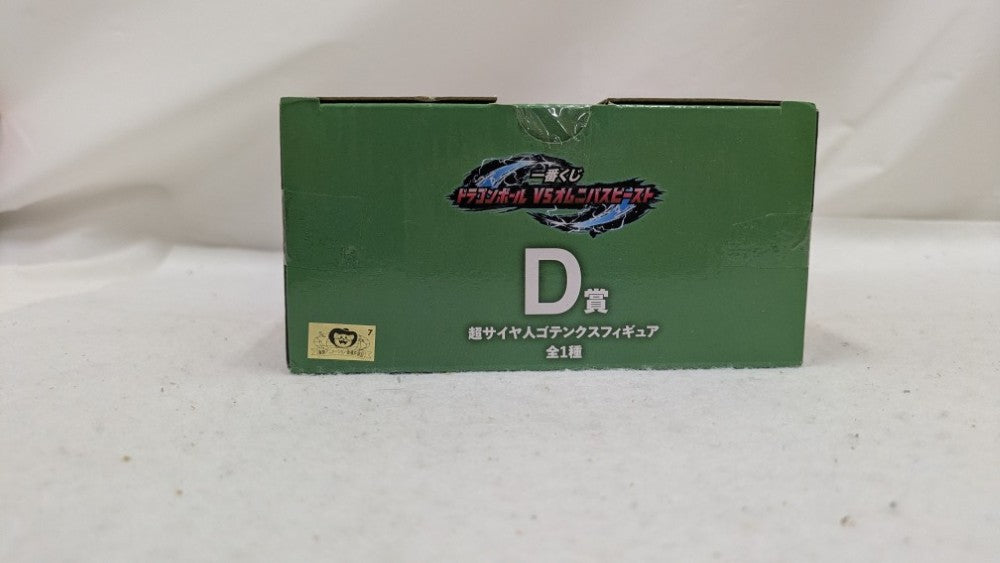 一番くじ
ドラゴンボール VSオムニバスビースト
D賞
超サイヤ人ゴテンクスフィギュア
全1種
7